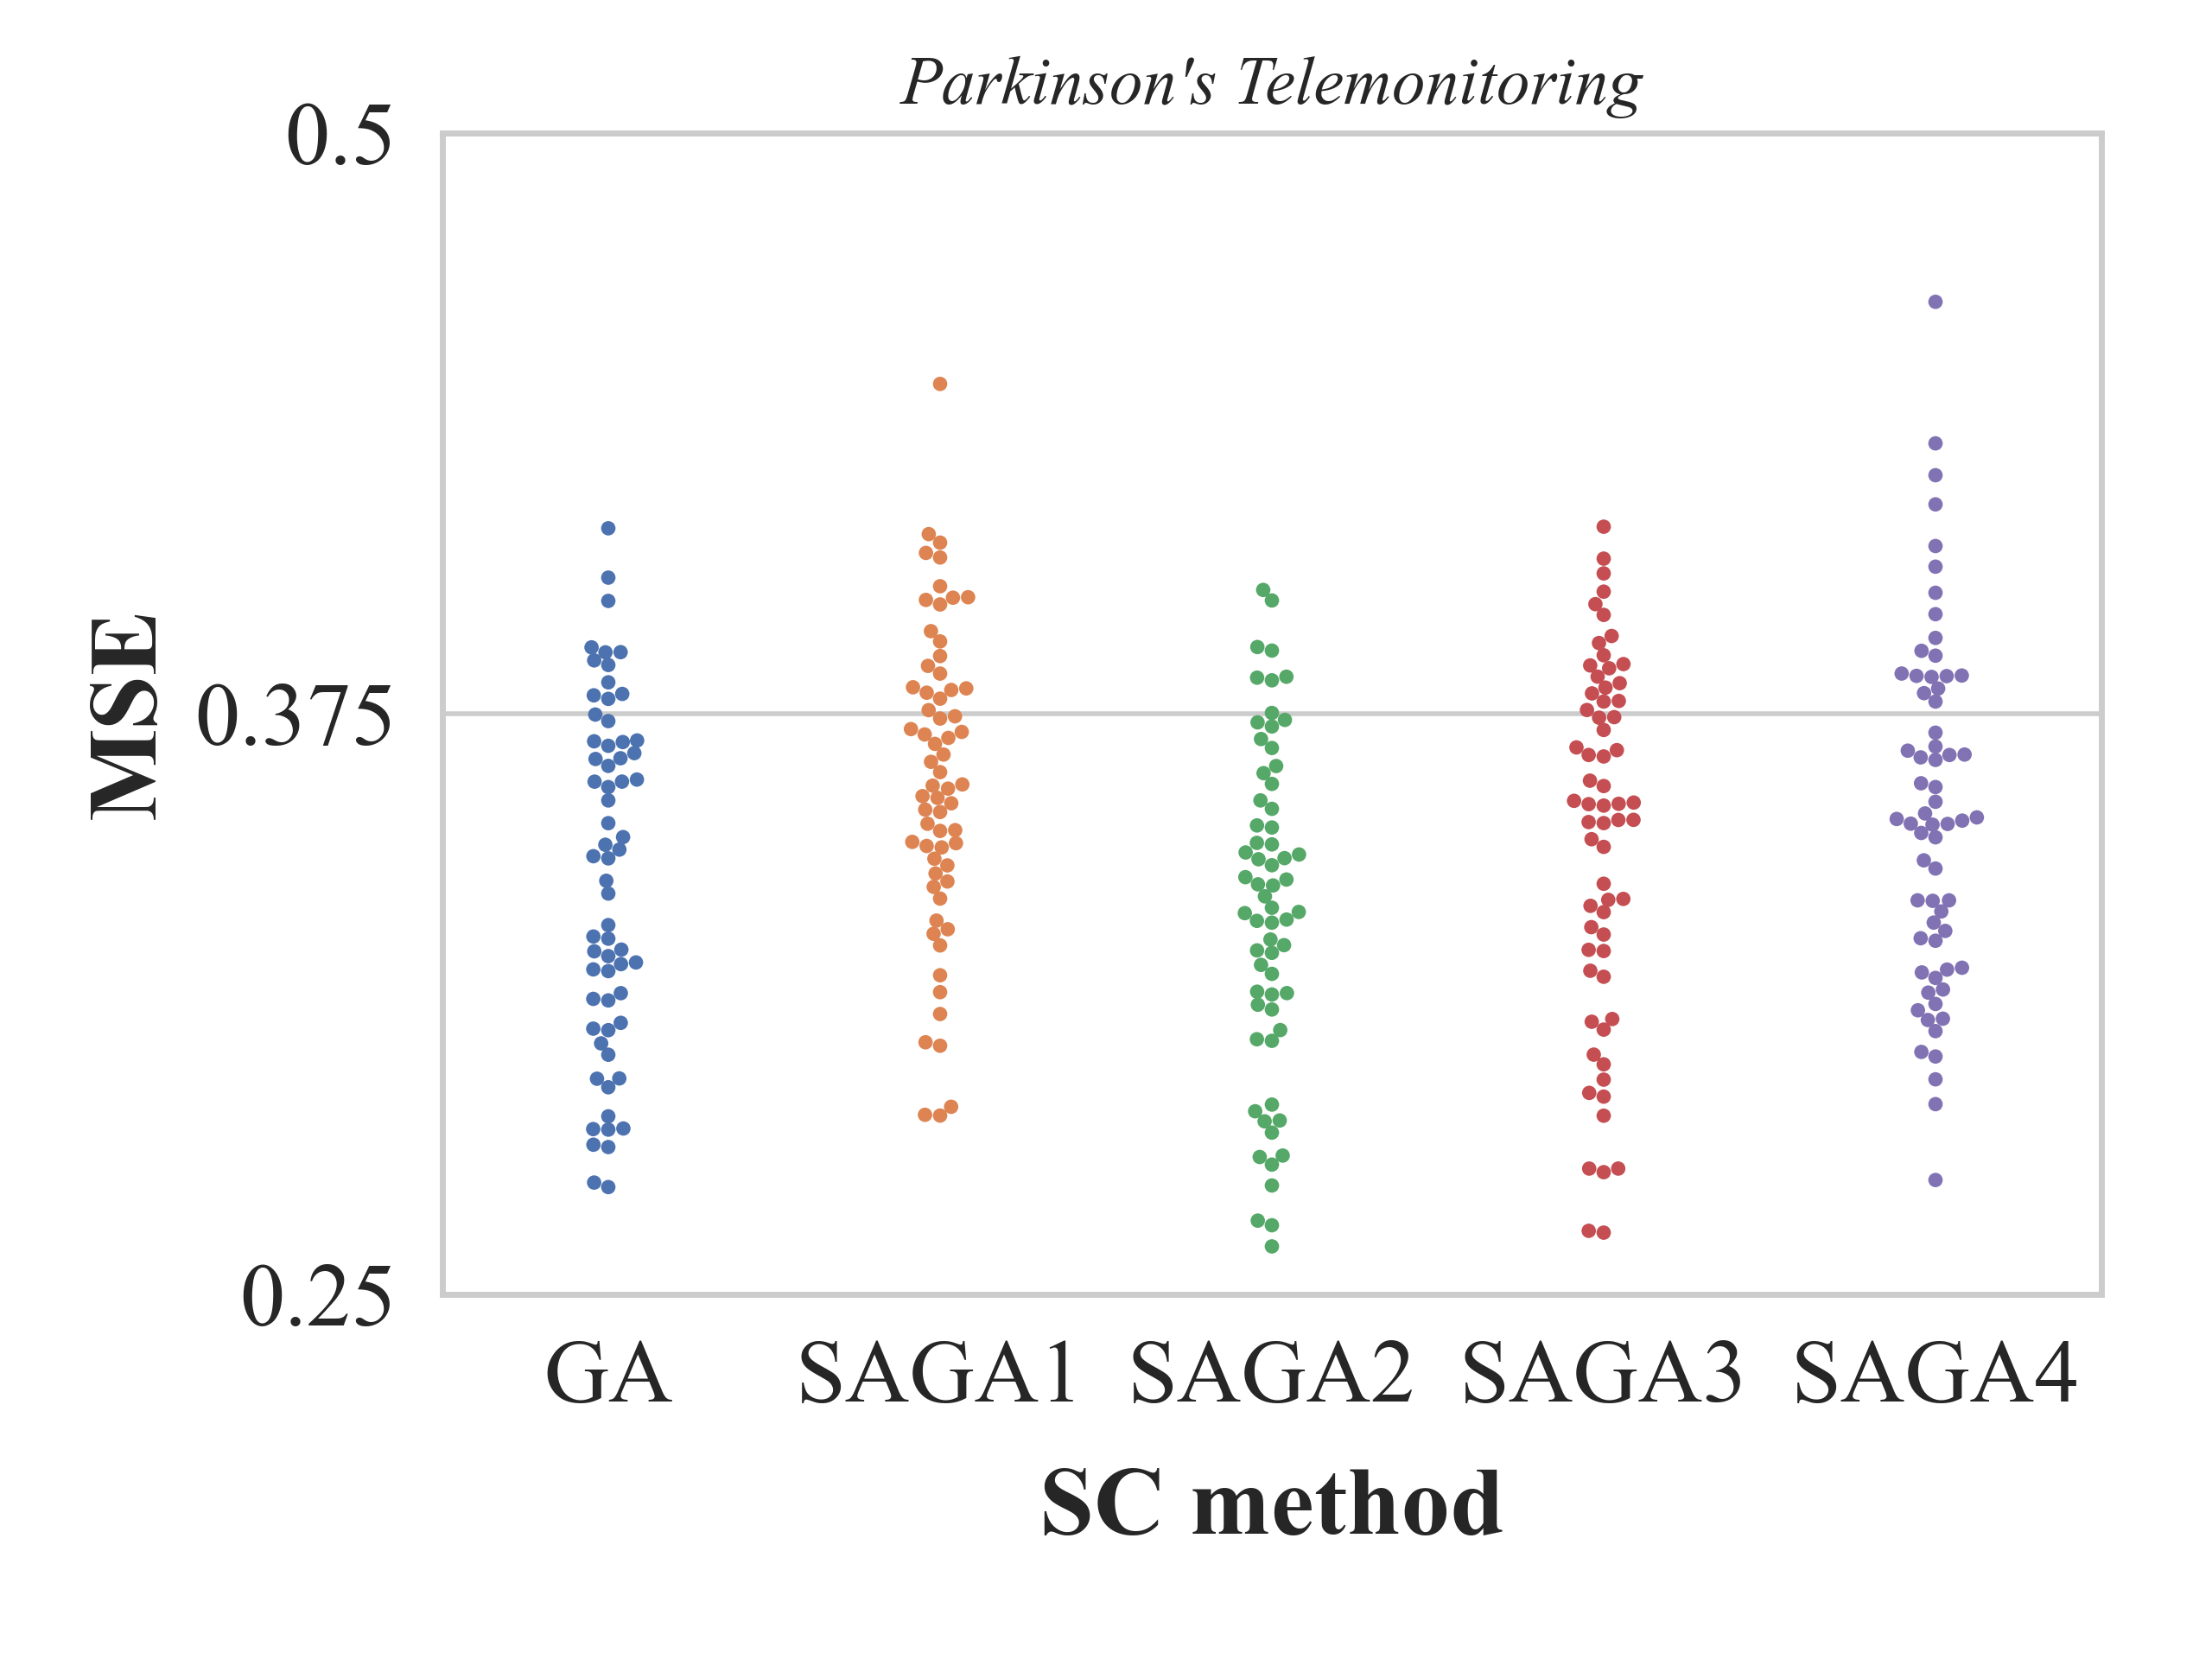 Parkinson's Telemonitoring
0.5
0.375
0.25
MSE
GA SAGA1 SAGA2 SAGA3 SAGA4
SC method